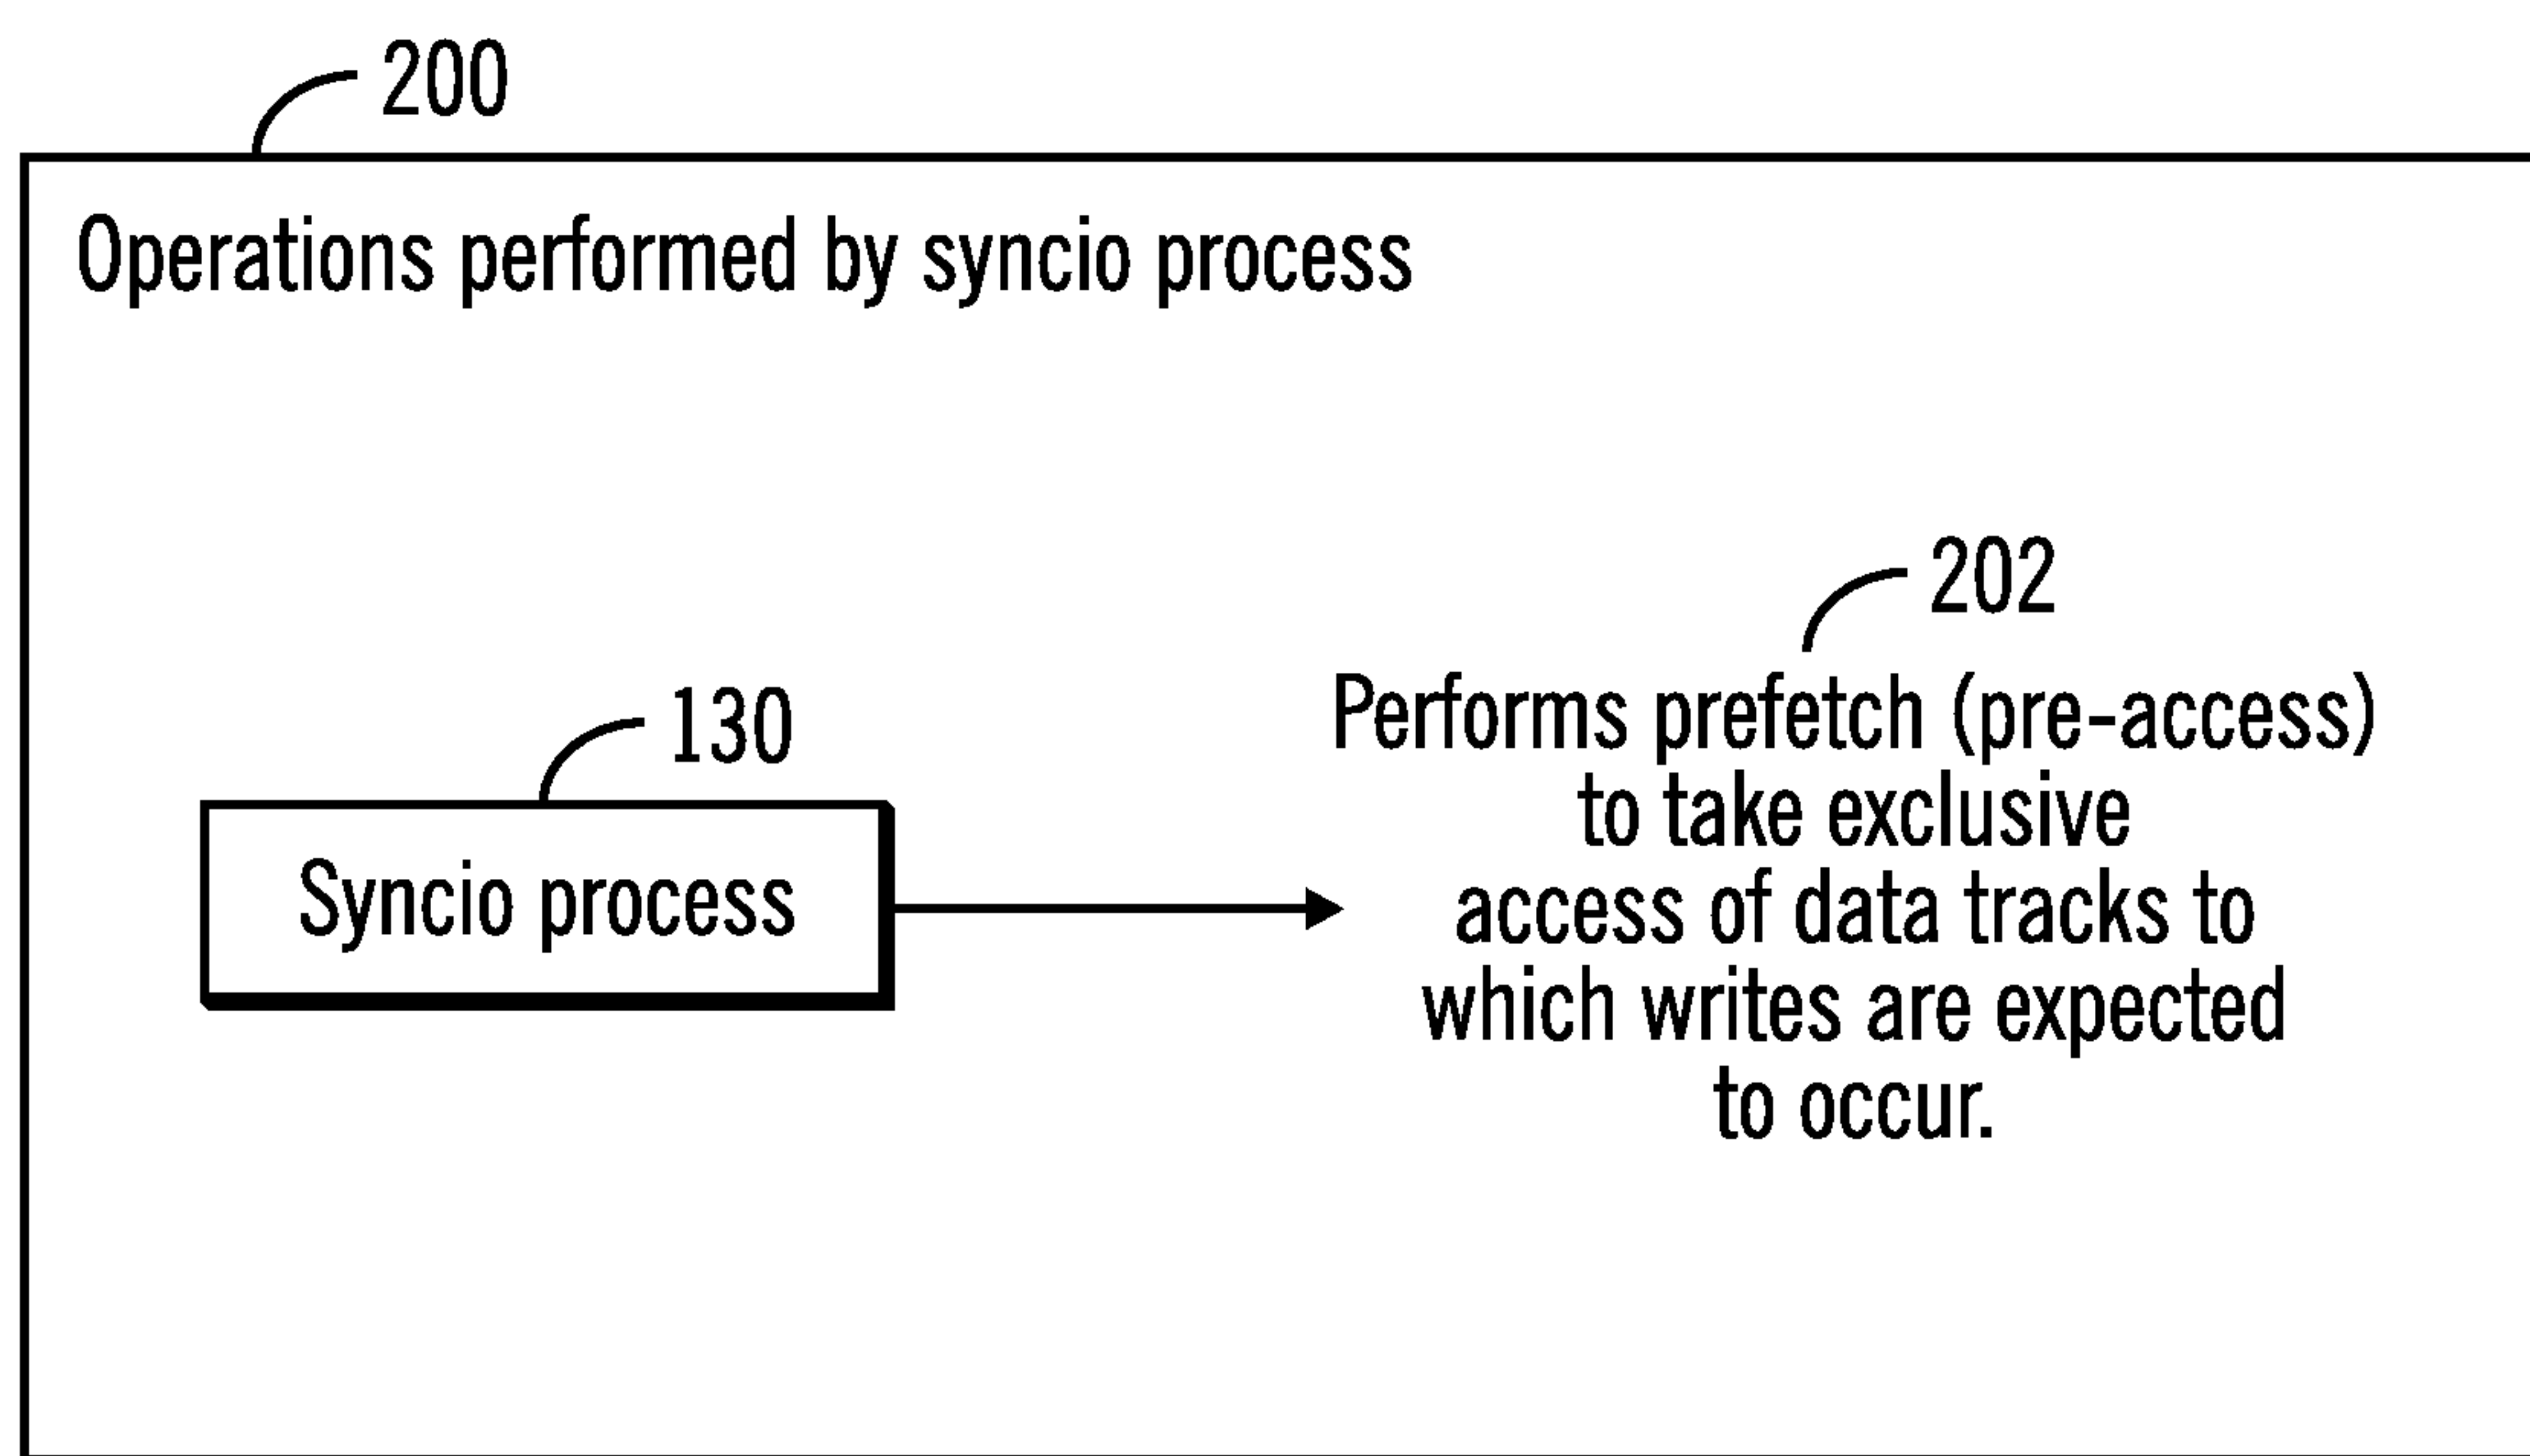 200
Operations performed by syncio process
202
Performs prefetch (pre-access)
to take exclusive
access of data tracks to
which writes are expected
to occur.
130
Syncio process